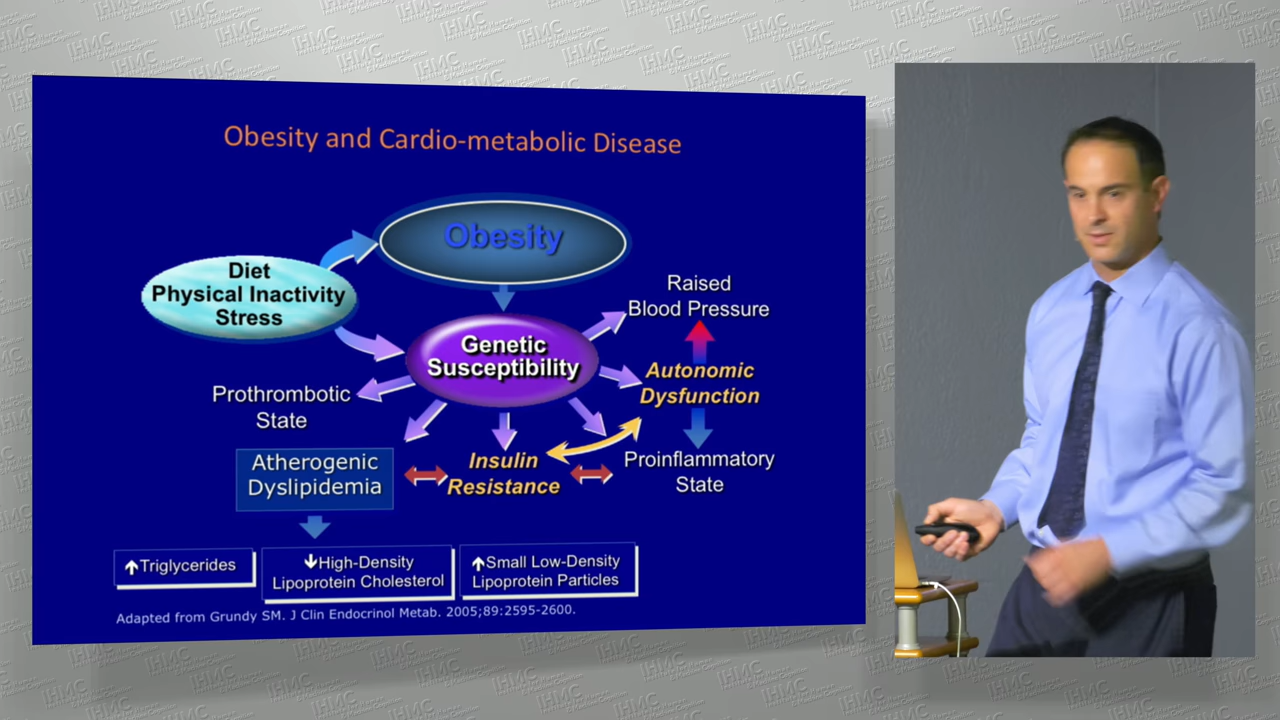 Obesity and Cardio-metabolic Disease
Obesity
Diet
Physical Inactivity
Stress
Raised
Blood Pressure
Genetic
Susceptibility
Autonomic
Dysfunction
Prothrombotic
State
Atherogenic
Dyslipidemia
Insulin
Resistance
Proinflammatory
State
↑Triglycerides
↓High-Density
Lipoprotein Cholesterol
↑Small Low-Density
Lipoprotein Particles
Adapted from Grundy SM. J Clin Endocrinol Metab. 2005;89:2595-2600.
IHMC